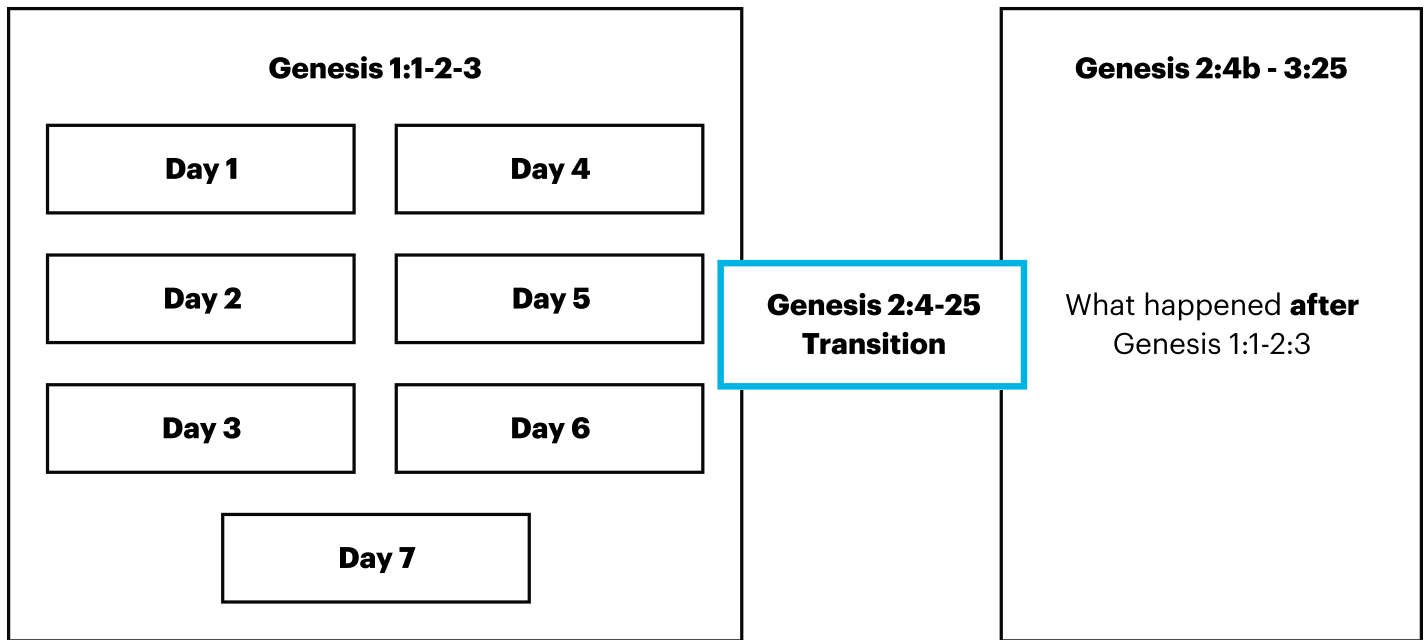 Genesis 1:1-2-3
Day 1
Day 4
Day 2
Day 5
Day 3
Day 6
Day 7
Genesis 2:4-25
Transition
Genesis 2:4b - 3:25
What happened after
Genesis 1:1-2:3